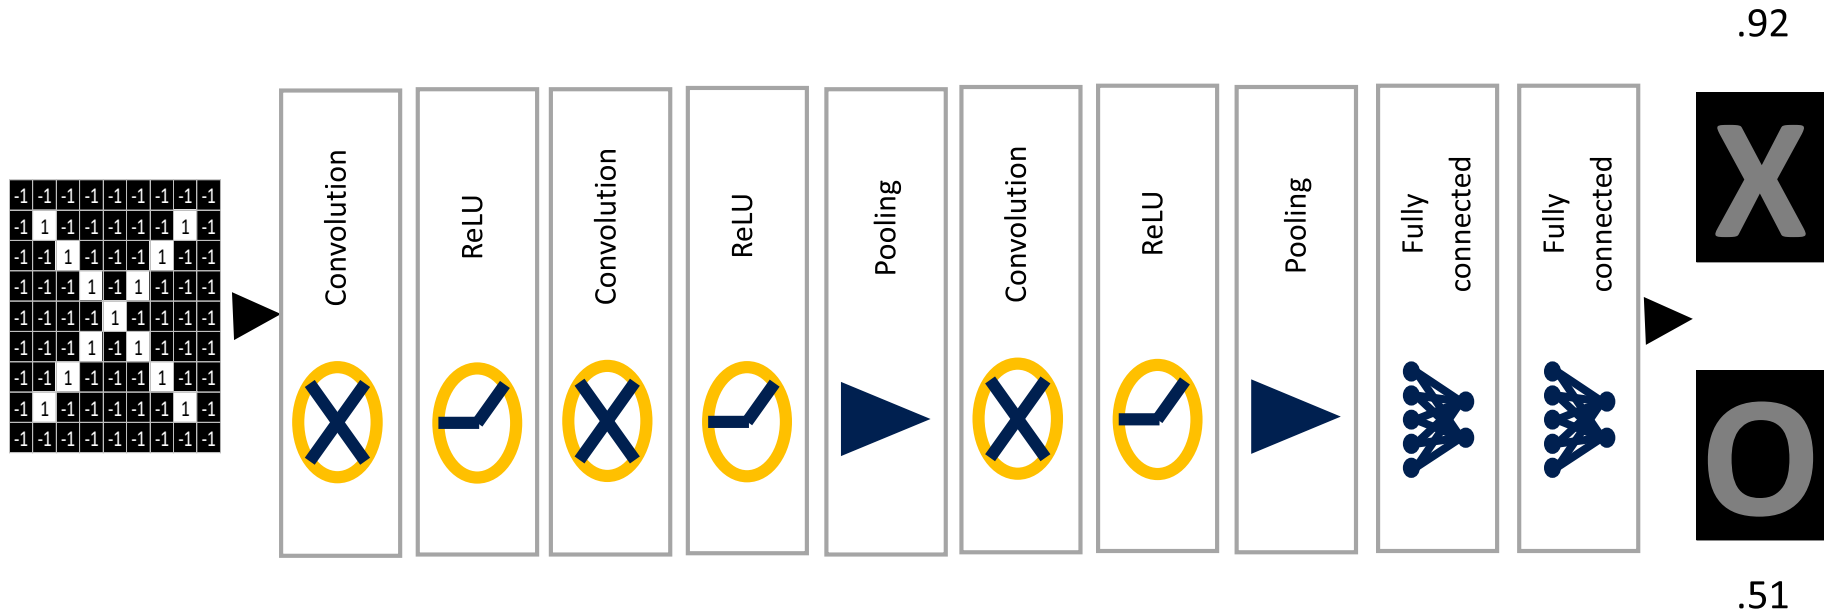 -1 -1 -1 -1 -1 -1 -1 -1 -1
-1 1 -1 -1 -1 -1 -1 1 -1
-1 -1 1 -1 -1 -1 1 -1 -1
-1 -1 -1 1 -1 1 -1 -1 -1
-1 -1 -1 -1 1 -1 -1 -1 -1
-1 -1 -1 1 -1 1 -1 -1 -1
-1 -1 1 -1 -1 -1 1 -1 -1
-1 1 -1 -1 -1 -1 -1 1 -1
-1 -1 -1 -1 -1 -1 -1 -1 -1
Convolution
ReLU
Convolution
ReLU
Pooling
Convolution
ReLU
Pooling
Fully
connected
Fully
connected
.92
X
O
.51